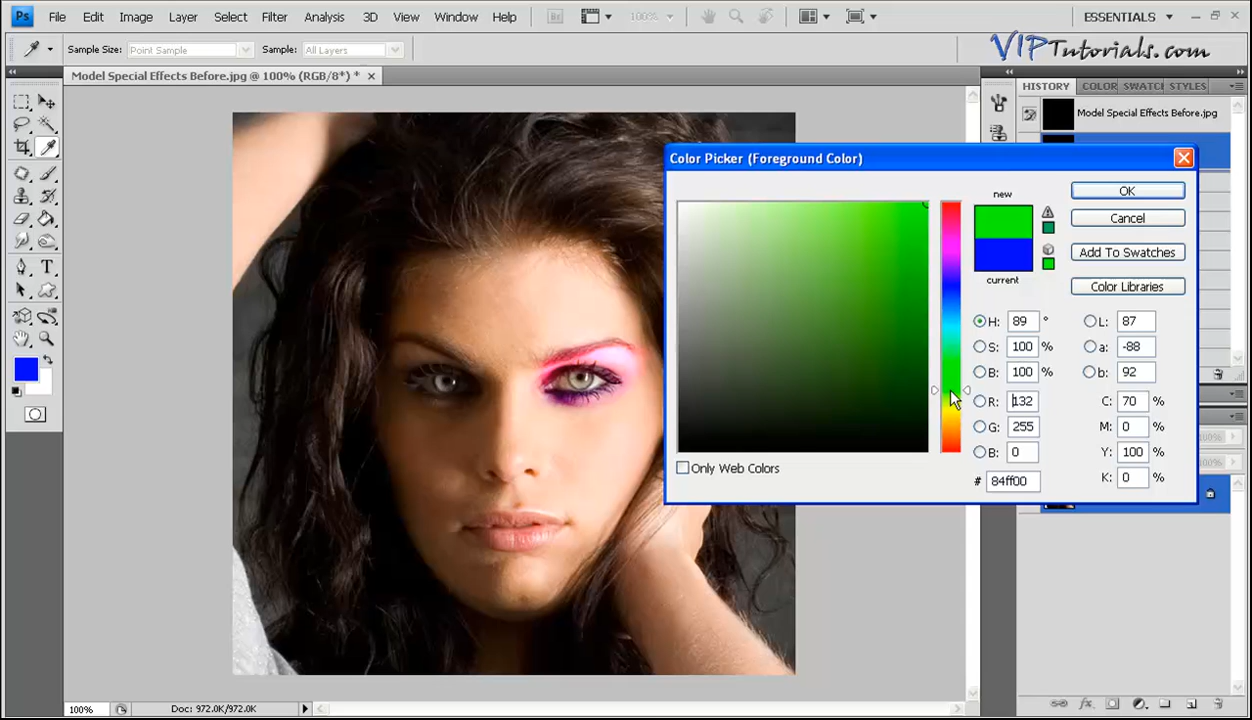 Ps File Edit Image Layer Select Filter Analysis 3D View Window Help Br 100% ESSENTIALS
Sample Size: Point Sample Sample: All Layers
VIPTutorials.com
Model Special Effects Before.jpg @ 100% (RGB/8*) *
HISTORY COLOR SWATC STYLES
Model Special Effects Before.jpg
Color Picker (Foreground Color)
new
OK
Cancel
Add To Swatches
current
Color Libraries
H: 89 ° L: 87
S: 100 % a: -88
B: 100 % b: 92
R: 132 C: 70 %
G: 255 M: 0 %
B: 0 Y: 100 %
# 84ff00 K: 0 %
Only Web Colors
100% Doc: 972.0K/972.0K